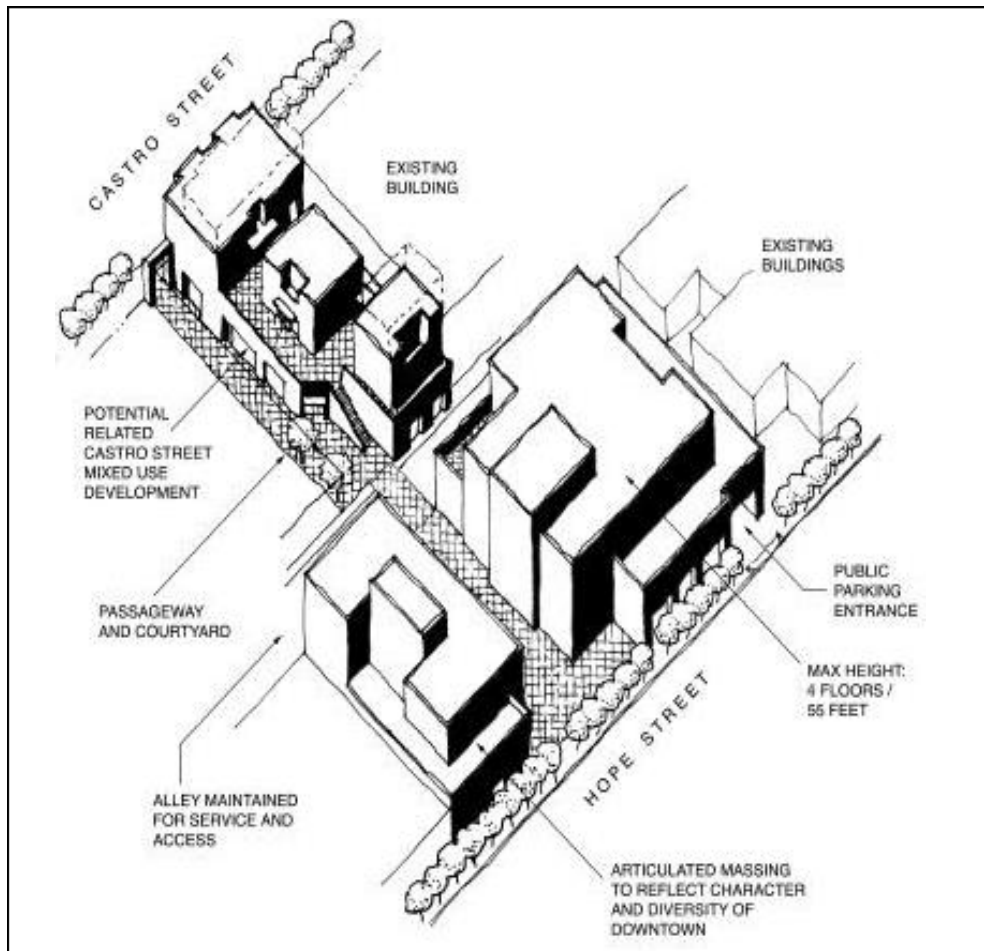 CASTRO STREET
EXISTING
BUILDING
EXISTING
BUILDINGS
POTENTIAL
RELATED
CASTRO STREET
MIXED USE
DEVELOPMENT
PASSAGEWAY
AND COURTYARD
PUBLIC
PARKING
ENTRANCE
MAX HEIGHT:
4 FLOORS /
55 FEET
HOPE STREET
ALLEY MAINTAINED
FOR SERVICE AND
ACCESS
ARTICULATED MASSING
TO REFLECT CHARACTER
AND DIVERSITY OF
DOWNTOWN